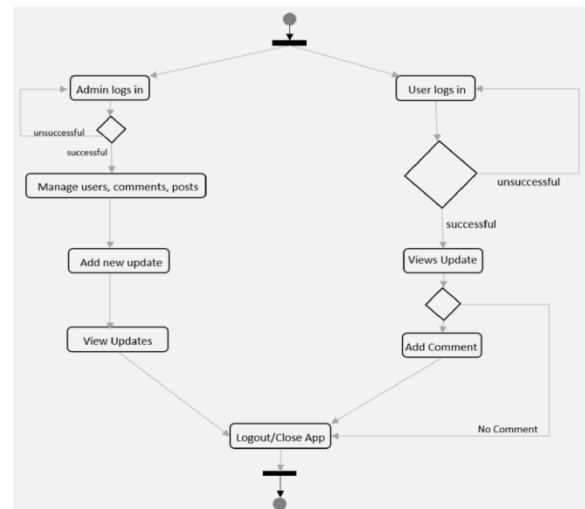 Admin logs in
User logs in
unsuccessful
successful
unsuccessful
Manage users, comments, posts
successful
Add new update
Views Update
View Updates
Add Comment
No Comment
Logout/Close App